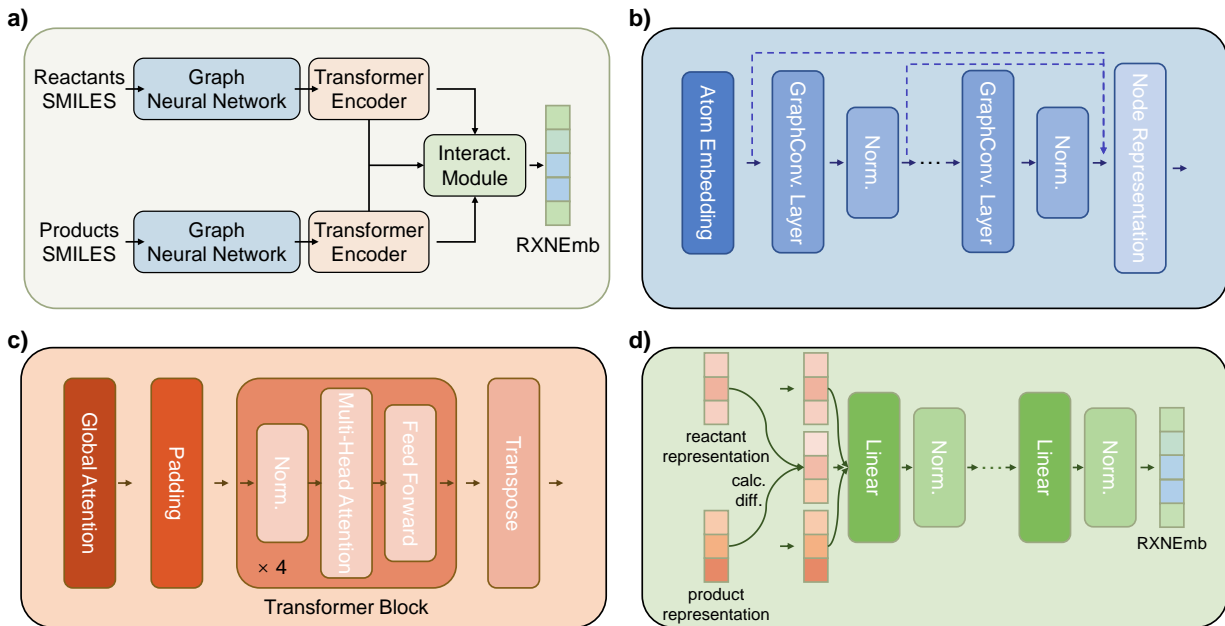 a)
Reactants
SMILES
Graph
Neural Network
Transformer
Encoder
Interact.
Module
Products
SMILES
Graph
Neural Network
Transformer
Encoder
RXNEmb
b)
Atom Embedding
GraphConv. Layer
Norm.
...
GraphConv. Layer
Norm.
Node Representation
c)
Global Attention
Padding
Norm.
Multi-Head Attention
Feed Forward
× 4
Transformer Block
Transpose
d)
reactant
representation
calc.
diff.
product
representation
Linear
Norm.
....
Linear
Norm.
RXNEmb